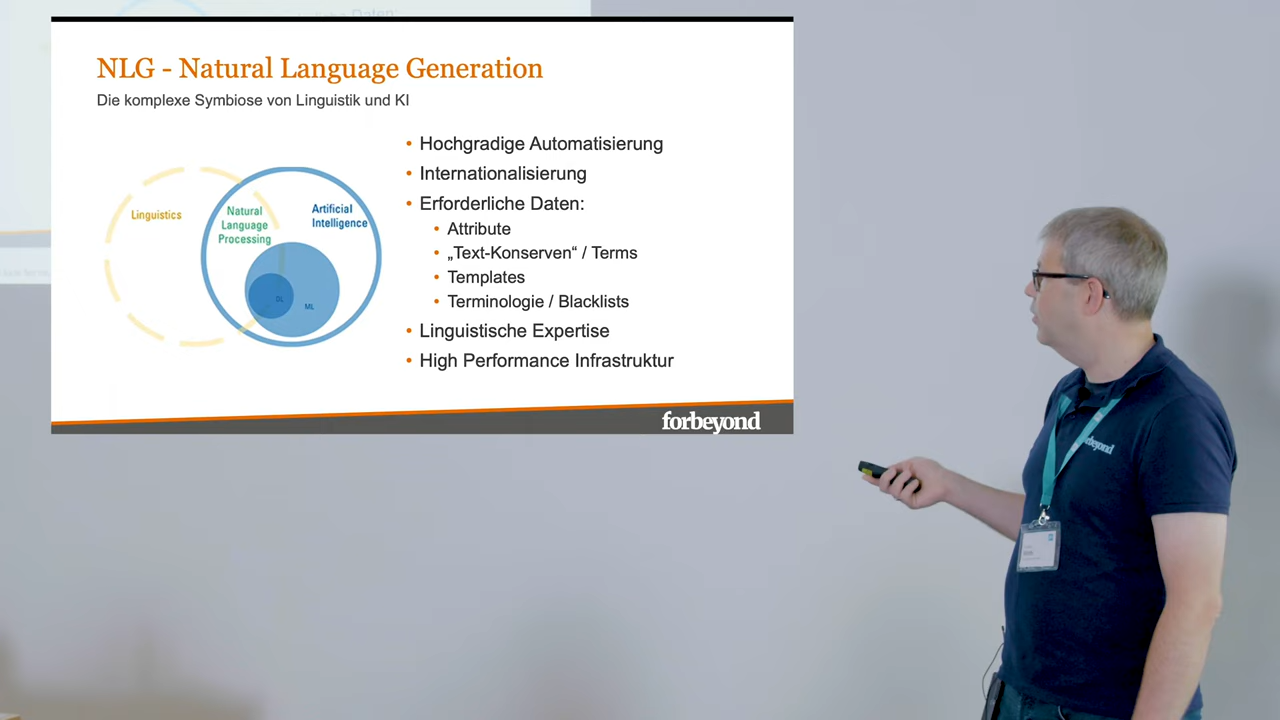 NLG - Natural Language Generation
Die komplexe Symbiose von Linguistik und KI
Linguistics
Natural
Language
Processing
Artificial
Intelligence
DL
ML
• Hochgradige Automatisierung
• Internationalisierung
• Erforderliche Daten:
• Attribute
• „Text-Konserven“ / Terms
• Templates
• Terminologie / Blacklists
• Linguistische Expertise
• High Performance Infrastruktur
forbeyond
forbeyond